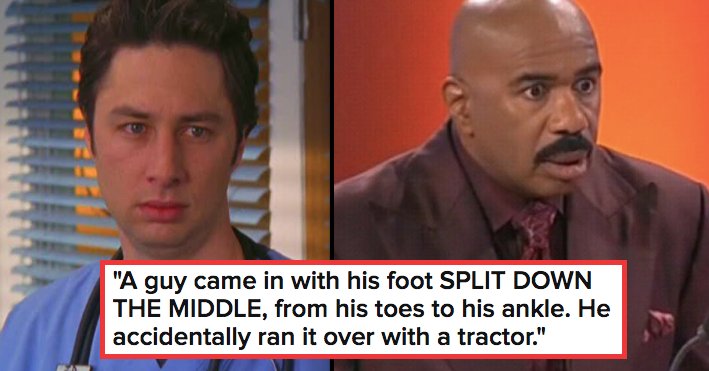 "A guy came in with his foot SPLIT DOWN
THE MIDDLE, from his toes to his ankle. He
accidentally ran it over with a tractor."